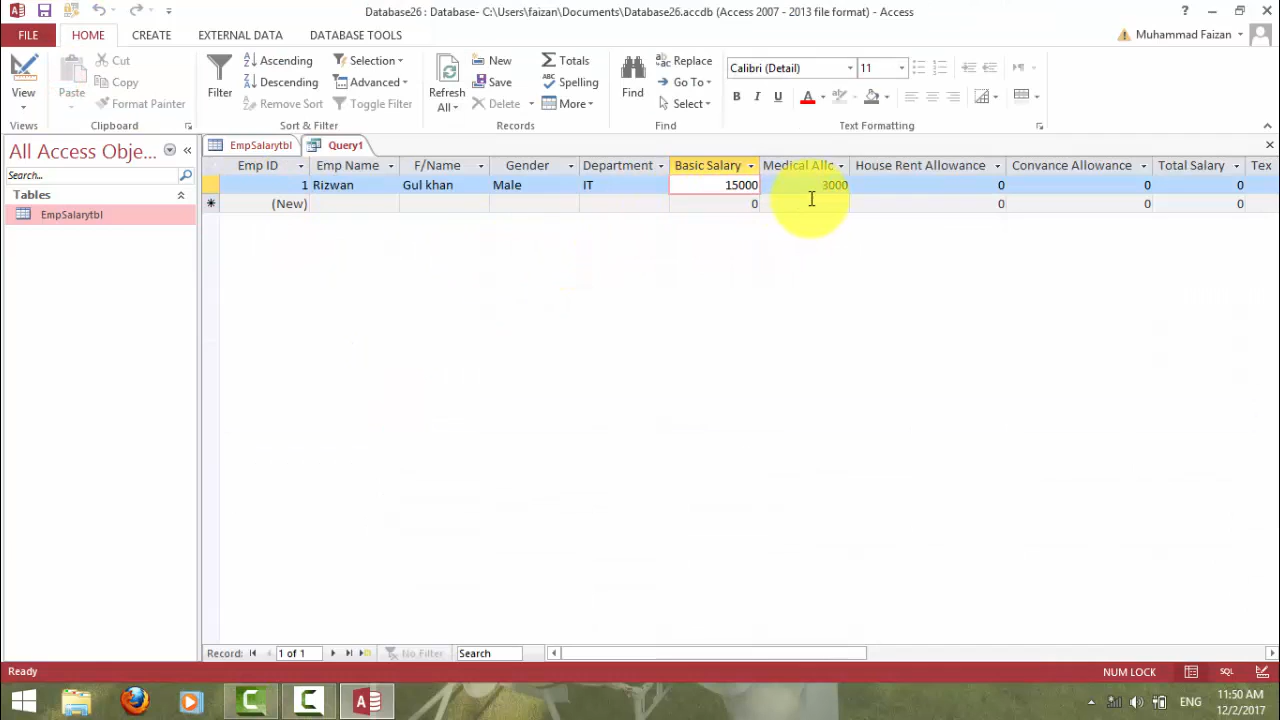 Database26 : Database- C:\Users\faizan\Documents\Database26.accdb (Access 2007 - 2013 file format) - Access
FILE HOME CREATE EXTERNAL DATA DATABASE TOOLS Muhammad Faizan
View
Views
Paste
Cut
Copy
Format Painter
Clipboard
Filter
Ascending
Descending
Remove Sort
Selection
Advanced
Toggle Filter
Sort & Filter
Refresh
All
New
Save
Delete
Totals
Spelling
More
Records
Find
Replace
Go To
Select
Find
Calibri (Detail) 11
B I U A
Text Formatting
All Access Obje...
Search...
Tables
EmpSalarytbl
EmpSalarytbl Query1
Emp ID Emp Name F/Name Gender Department Basic Salary Medical Allc House Rent Allowance Convance Allowance Total Salary Tex
1 Rizwan Gul khan Male IT 15000 3000 0 0 0
(New) 0 0 0 0
Record: 1 of 1 No Filter Search
Ready NUM LOCK SQL
ENG 11:50 AM
12/2/2017